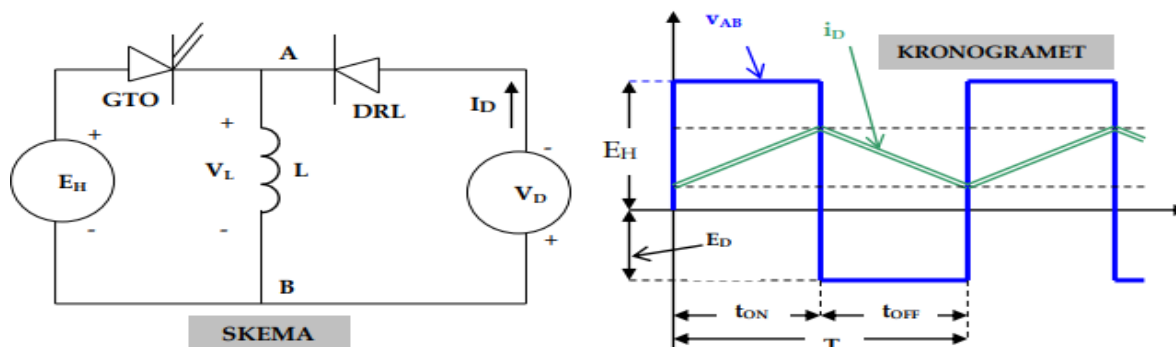 A
GTO
DRL
I_D
+
+
-
E_H
V_L
L
V_D
-
-
+
B
SKEMA
v_AB
i_D
KRONOGRAMET
E_H
E_D
t_ON
t_OFF
T